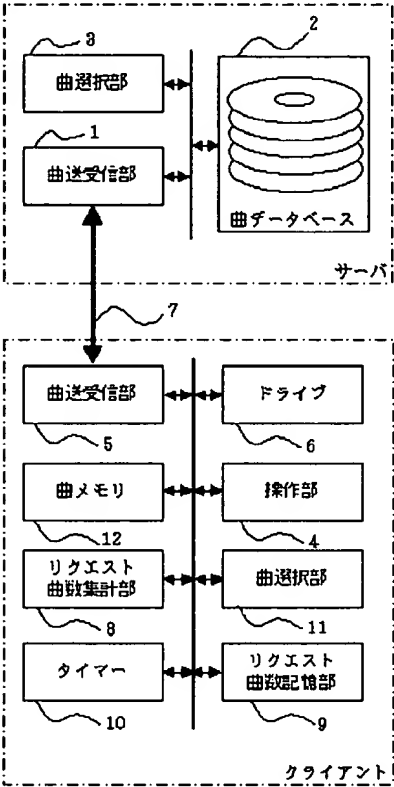 3
2
曲選択部
1
曲送受信部
曲データベース
サーバ
7
曲送受信部
ドライブ
5
6
曲メモリ
操作部
12
4
リクエスト
曲数集計部
曲選択部
8
11
タイマー
リクエスト
曲数記憶部
10
9
クライアント